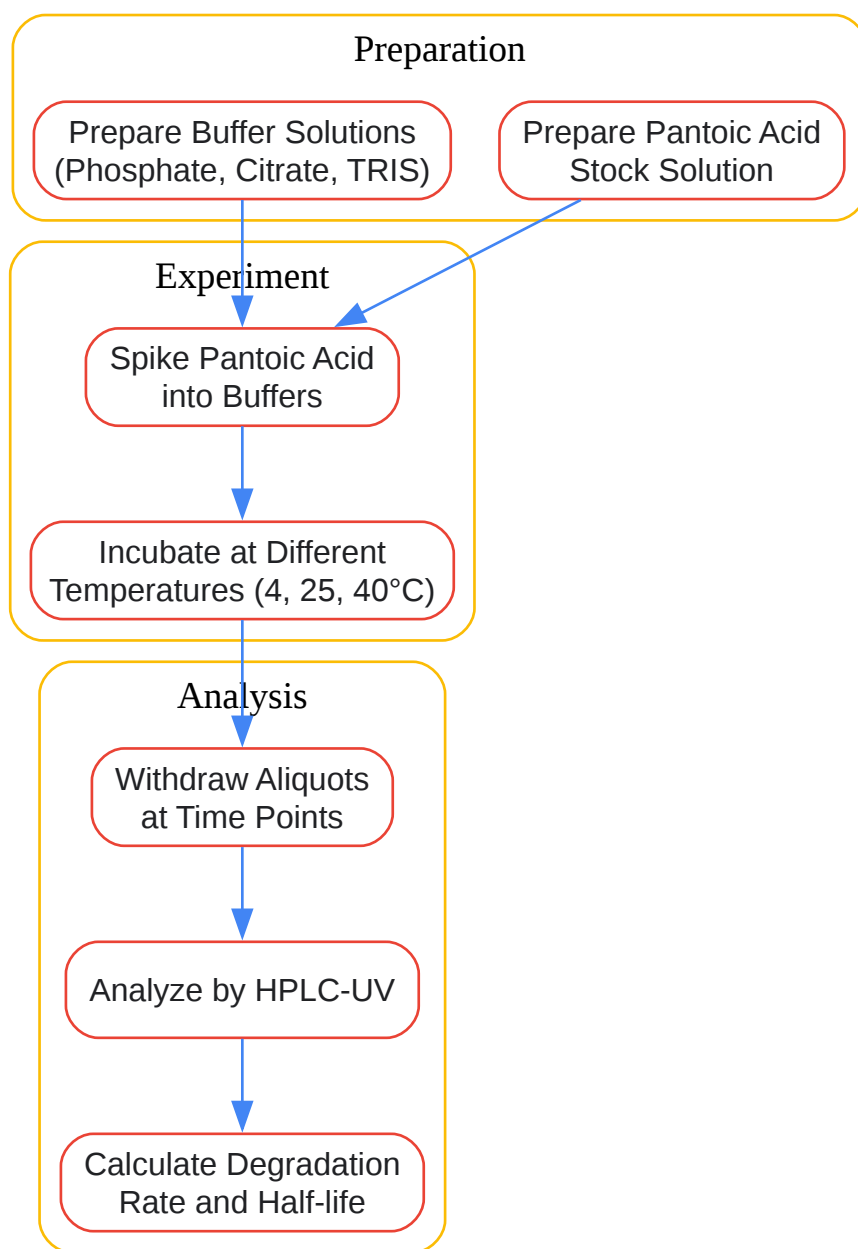 Preparation
Prepare Buffer Solutions
(Phosphate, Citrate, TRIS)
Prepare Pantoic Acid
Stock Solution
Experiment
Spike Pantoic Acid
into Buffers
Incubate at Different
Temperatures (4, 25, 40°C)
Analysis
Withdraw Aliquots
at Time Points
Analyze by HPLC-UV
Calculate Degradation
Rate and Half-life